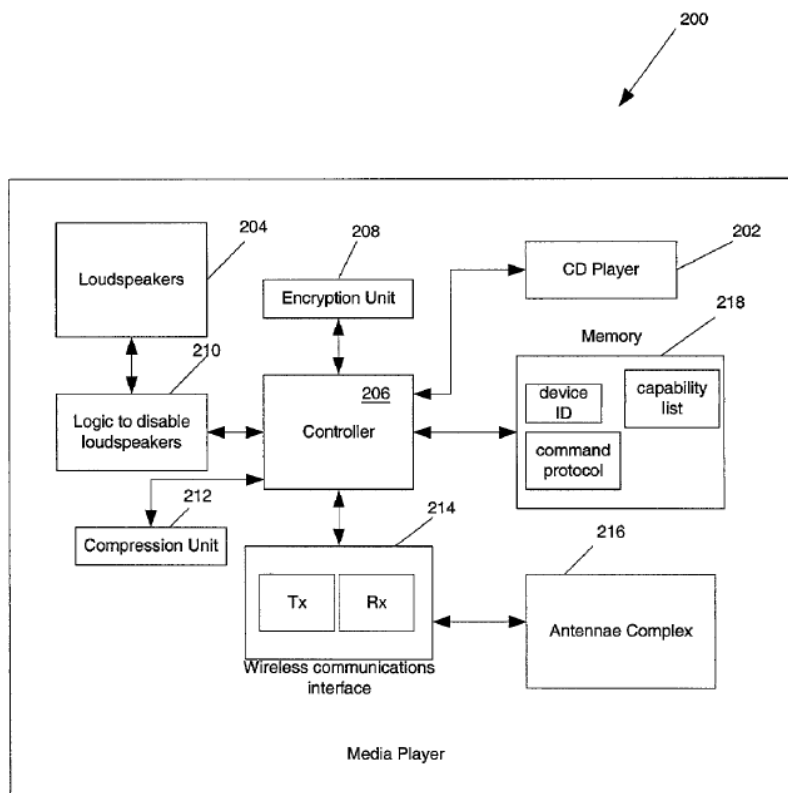 200
204
Loudspeakers
208
Encryption Unit
202
CD Player
218
Memory
device
ID
capability
list
command
protocol
210
Logic to disable
loudspeakers
206
Controller
212
Compression Unit
214
Tx
Rx
Wireless communications
interface
216
Antennae Complex
Media Player